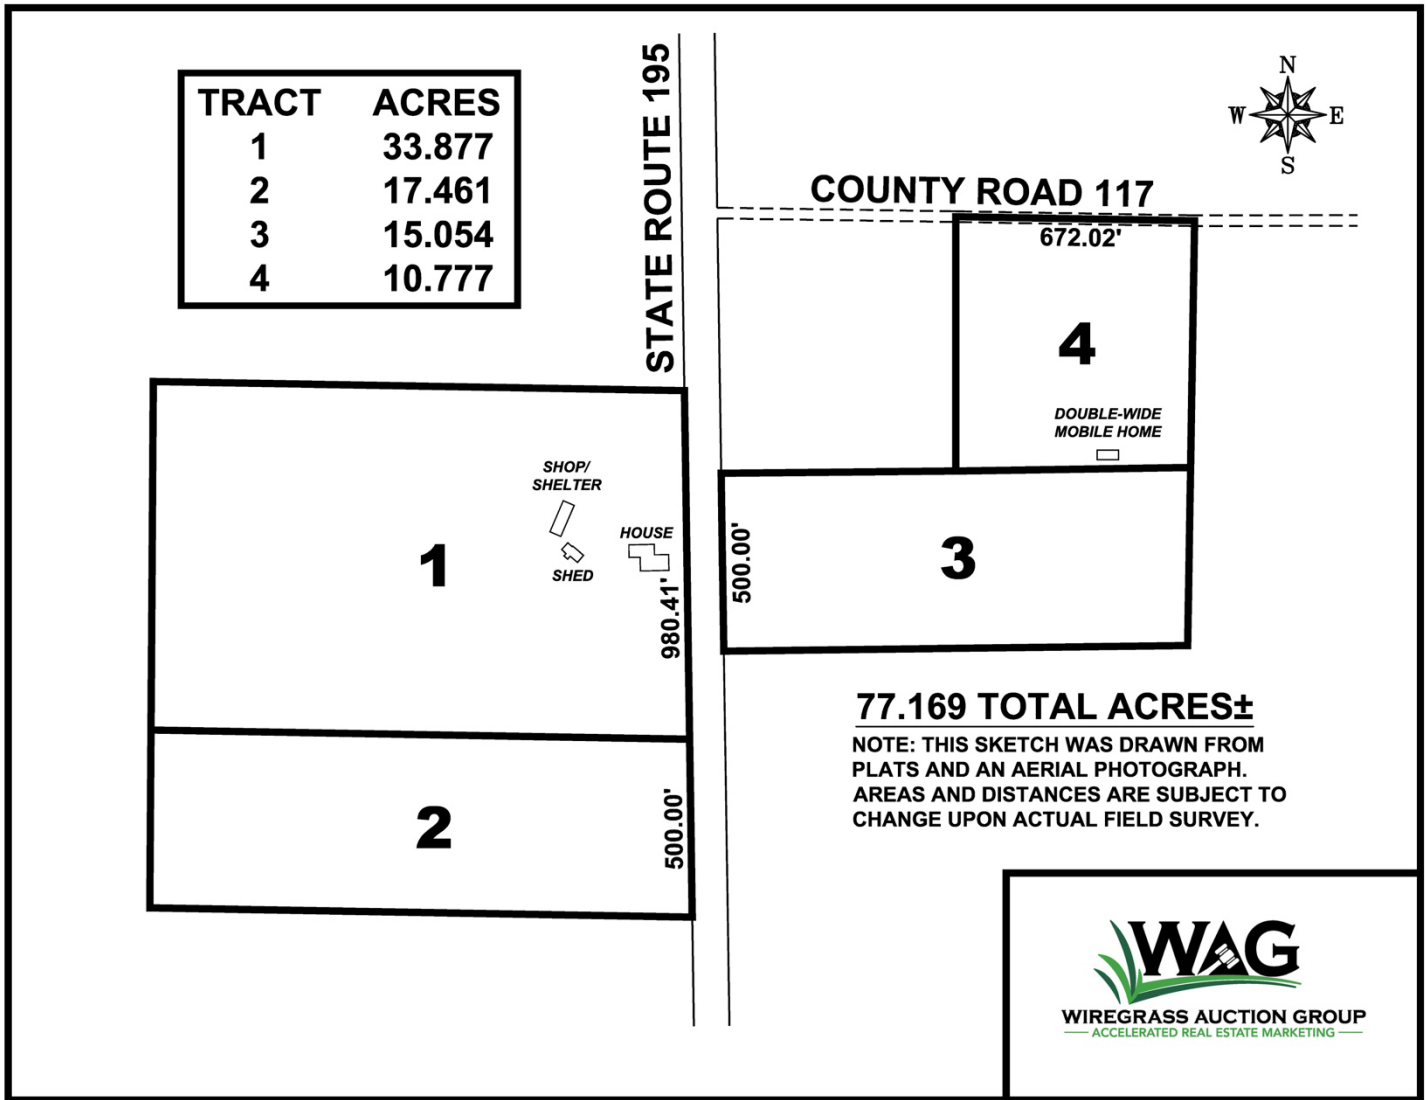 TRACT ACRES
1 33.877
2 17.461
3 15.054
4 10.777
STATE ROUTE 195
N
W E
S
COUNTY ROAD 117
672.02'
4
DOUBLE-WIDE
MOBILE HOME
SHOP/
SHELTER
HOUSE
SHED
1
980.41'
500.00'
3
2
500.00'
77.169 TOTAL ACRES±
NOTE: THIS SKETCH WAS DRAWN FROM
PLATS AND AN AERIAL PHOTOGRAPH.
AREAS AND DISTANCES ARE SUBJECT TO
CHANGE UPON ACTUAL FIELD SURVEY.
WAG
WIREGRASS AUCTION GROUP
ACCELERATED REAL ESTATE MARKETING